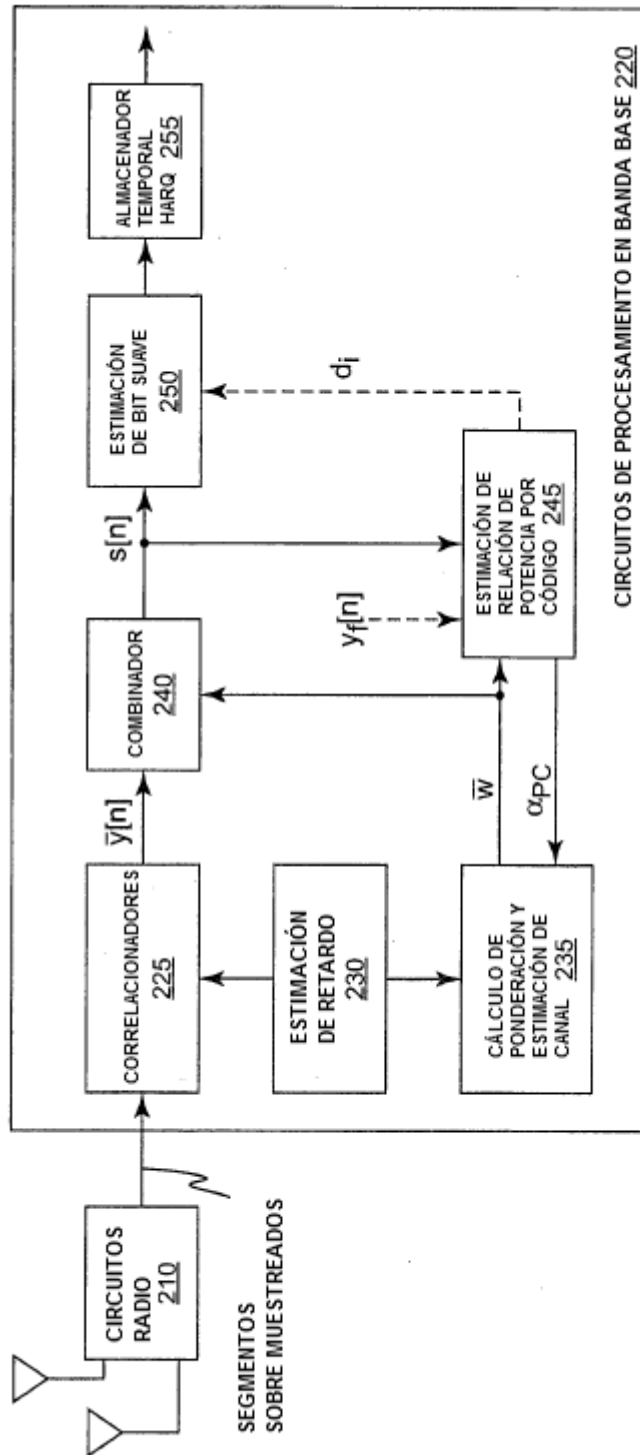 CIRCUITOS
RADIO
210
SEGMENTOS
SOBRE MUESTREADOS
CORRELACIONADORES
225
ȳ[n]
COMBINADOR
240
s[n]
ESTIMACIÓN
DE BIT SUAVE
250
ALMACENADOR
TEMPORAL
HARQ 255
ESTIMACIÓN
DE RETARDO
230
yf[n]
di
CÁLCULO DE
PONDERACIÓN Y
ESTIMACIÓN DE
CANAL 235
w̄
αPC
ESTIMACIÓN DE
RELACIÓN DE
POTENCIA POR
CÓDIGO 245
CIRCUITOS DE PROCESAMIENTO EN BANDA BASE 220